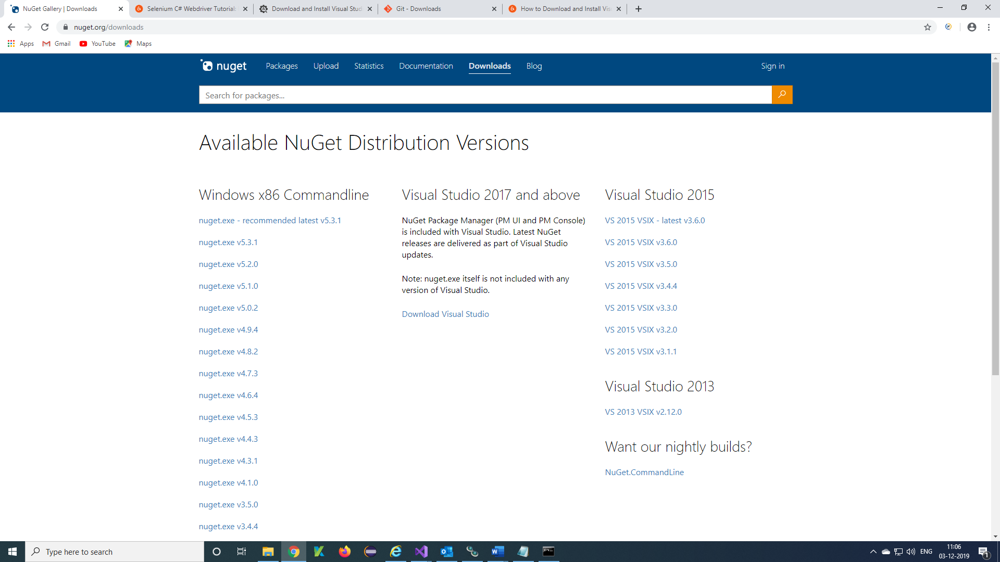 NuGet Gallery | Downloads
Selenium C# Webdriver Tutorial:
Download and Install Visual Stud
Git - Downloads
How to Download and Install Vis
nuget.org/downloads
Apps
Gmail
YouTube
Maps
nuget
Packages
Upload
Statistics
Documentation
Downloads
Blog
Sign in
Search for packages...
Available NuGet Distribution Versions
Windows x86 Commandline
nuget.exe - recommended latest v5.3.1
nuget.exe v5.3.1
nuget.exe v5.2.0
nuget.exe v5.1.0
nuget.exe v5.0.2
nuget.exe v4.9.4
nuget.exe v4.8.2
nuget.exe v4.7.3
nuget.exe v4.6.4
nuget.exe v4.5.3
nuget.exe v4.4.3
nuget.exe v4.3.1
nuget.exe v4.1.0
nuget.exe v3.5.0
nuget.exe v3.4.4
Visual Studio 2017 and above
NuGet Package Manager (PM UI and PM Console)
is included with Visual Studio. Latest NuGet
releases are delivered as part of Visual Studio
updates.
Note: nuget.exe itself is not included with any
version of Visual Studio.
Download Visual Studio
Visual Studio 2015
VS 2015 VSIX - latest v3.6.0
VS 2015 VSIX v3.6.0
VS 2015 VSIX v3.5.0
VS 2015 VSIX v3.4.4
VS 2015 VSIX v3.3.0
VS 2015 VSIX v3.2.0
VS 2015 VSIX v3.1.1
Visual Studio 2013
VS 2013 VSIX v2.12.0
Want our nightly builds?
NuGet.CommandLine
Type here to search
ENG
11:06
03-12-2019
1